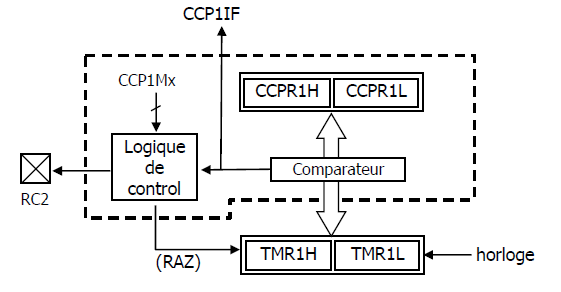 CCP1IF
CCP1Mx
CCPR1H CCPR1L
Logique
de
control
Comparateur
RC2
(RAZ)
TMR1H TMR1L
horloge